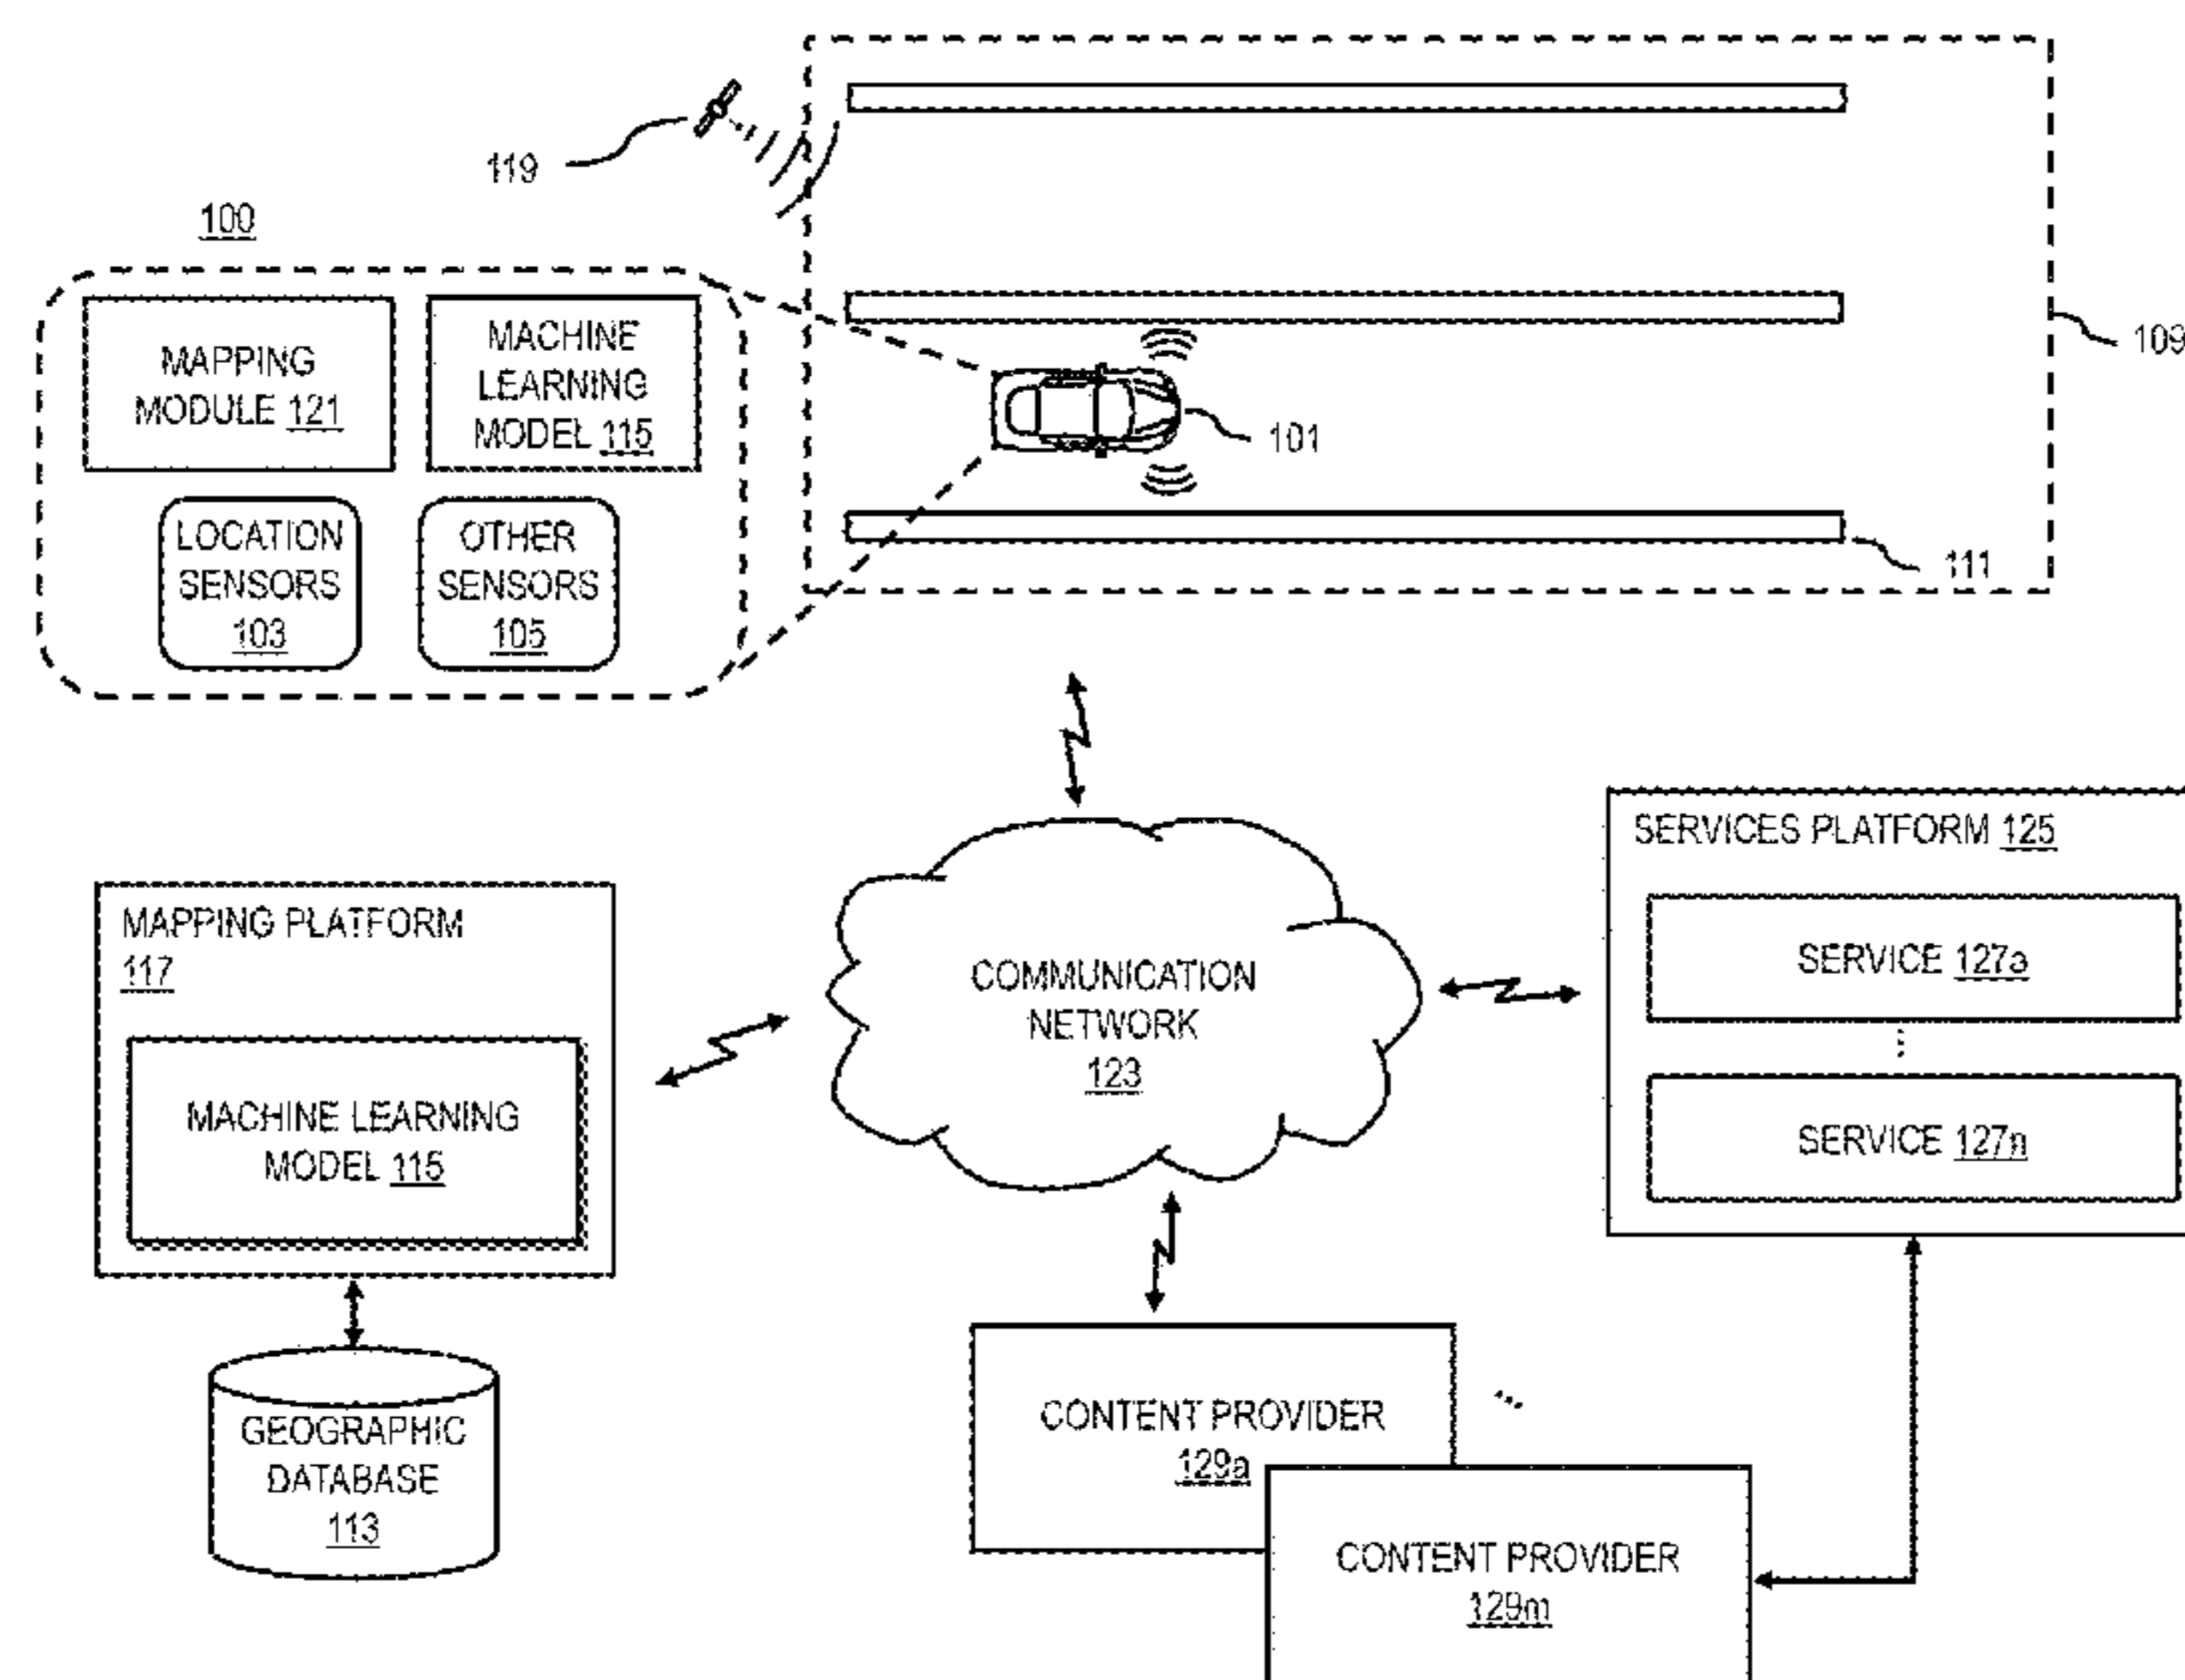 119
100
109
MAPPING
MODULE 121
MACHINE
LEARNING
MODEL 115
101
LOCATION
SENSORS
103
OTHER
SENSORS
105
111
SERVICES PLATFORM 125
SERVICE 127a
⋮
SERVICE 127n
MAPPING PLATFORM
117
MACHINE LEARNING
MODEL 115
COMMUNICATION
NETWORK
123
GEOGRAPHIC
DATABASE
113
CONTENT PROVIDER
129a
...
CONTENT PROVIDER
129m